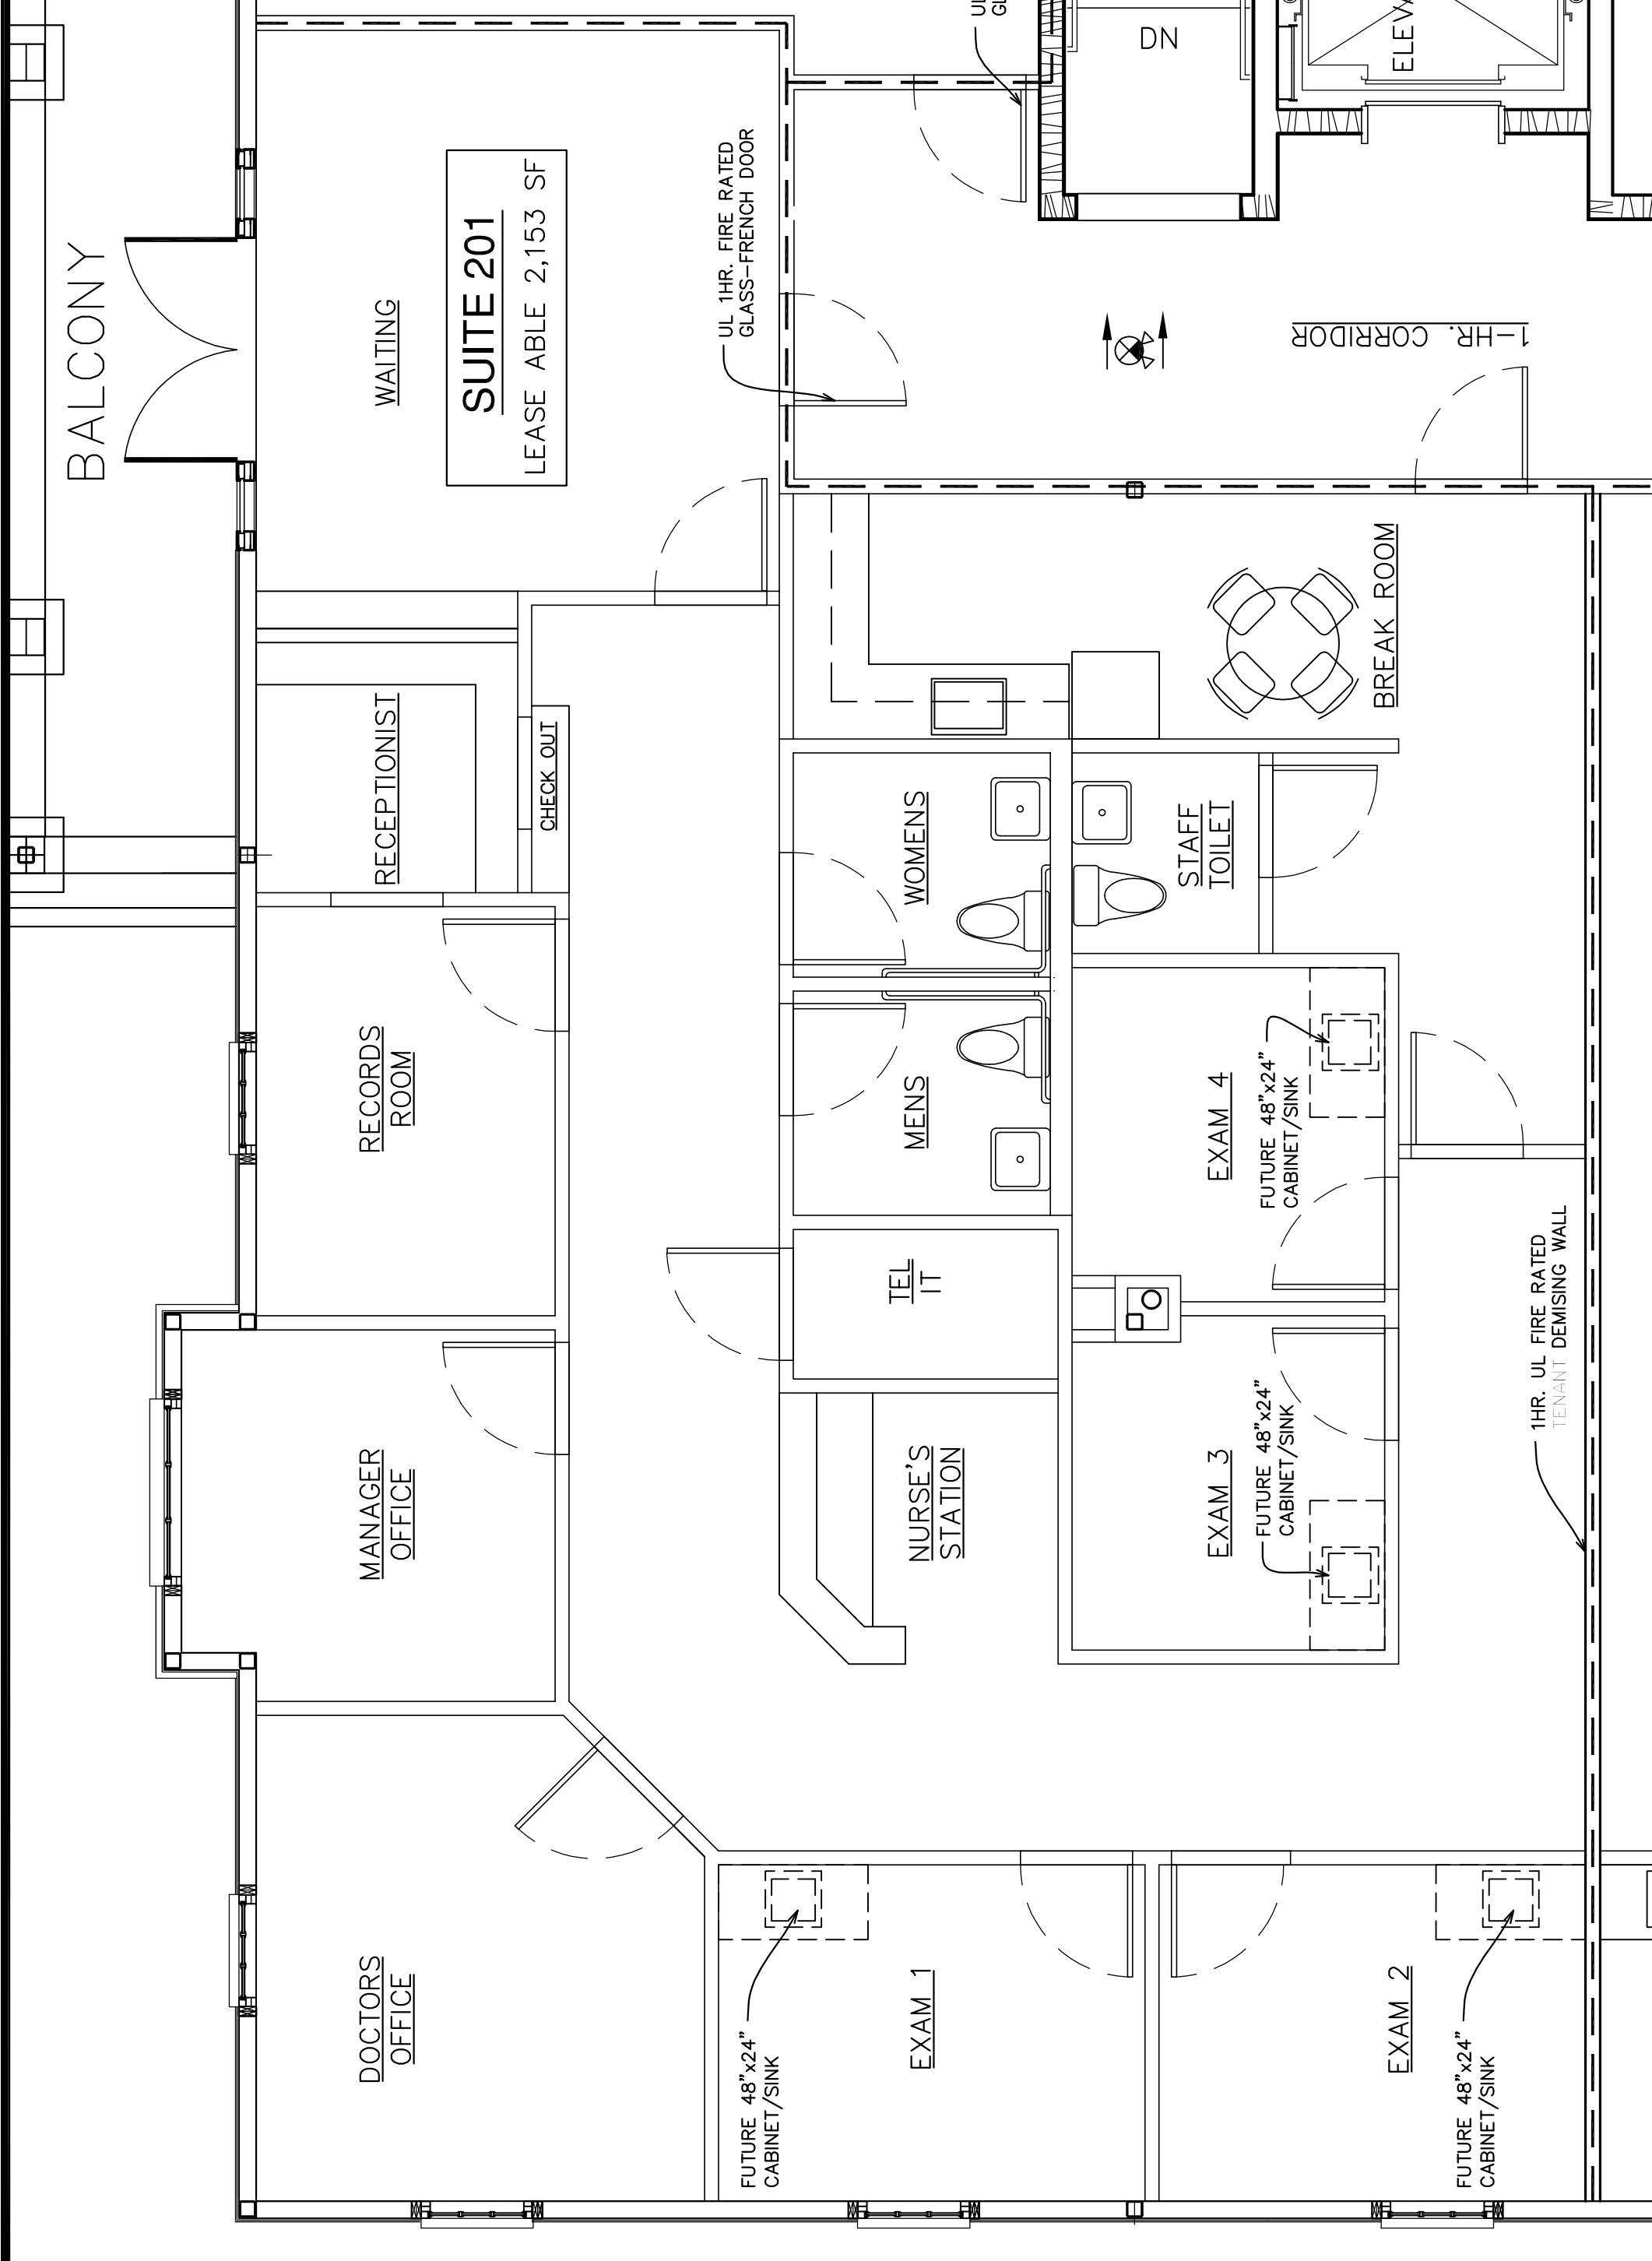 BALCONY
WAITING
SUITE 201
LEASE ABLE 2,153 SF
UL 1HR. FIRE RATED
GLASS-FRENCH DOOR
DN
1-HR. CORRIDOR
RECEPTIONIST
CHECK OUT
BREAK ROOM
WOMENS
STAFF
TOILET
RECORDS
ROOM
MENS
EXAM 4
FUTURE 48"x24"
CABINET/SINK
TEL
IT
1HR. UL FIRE RATED
TENANT DEMISING WALL
MANAGER
OFFICE
NURSE'S
STATION
EXAM 3
FUTURE 48"x24"
CABINET/SINK
DOCTORS
OFFICE
EXAM 1
FUTURE 48"x24"
CABINET/SINK
EXAM 2
FUTURE 48"x24"
CABINET/SINK